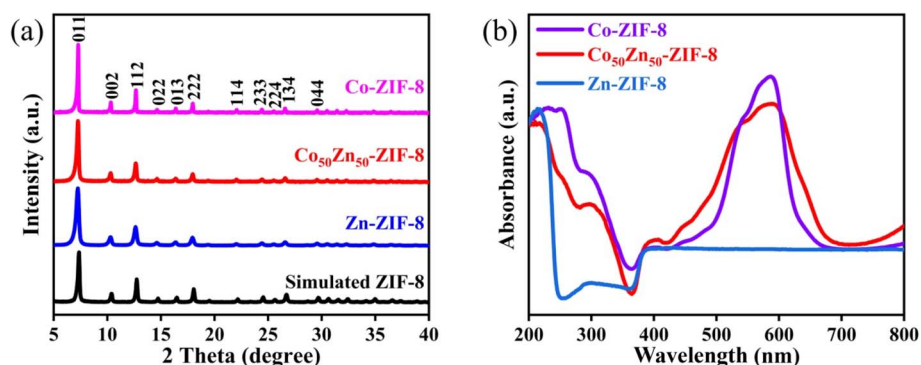 (a)
Intensity (a.u.)
011
002
112
022
013
222
114
233
224
134
044
Co-ZIF-8
Co₅₀Zn₅₀-ZIF-8
Zn-ZIF-8
Simulated ZIF-8
5 10 15 20 25 30 35 40
2 Theta (degree)
(b)
Absorbance (a.u.)
Co-ZIF-8
Co₅₀Zn₅₀-ZIF-8
Zn-ZIF-8
200 300 400 500 600 700 800
Wavelength (nm)